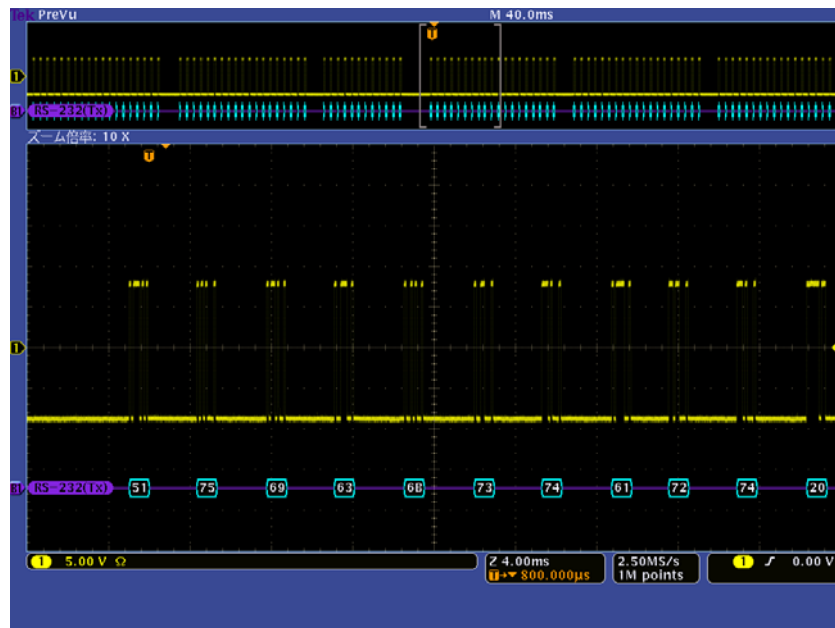 Tek PreVu M 40.0ms
T
1
B1 RS-232(Tx)
ズーム倍率: 10 X
T
1
B1 RS-232(Tx) 51 75 69 63 6B 73 74 61 72 74 20
1 5.00 V Ω Z 4.00ms 2.50MS/s 1 0.00 V
T→▼ 800.000µs 1M points